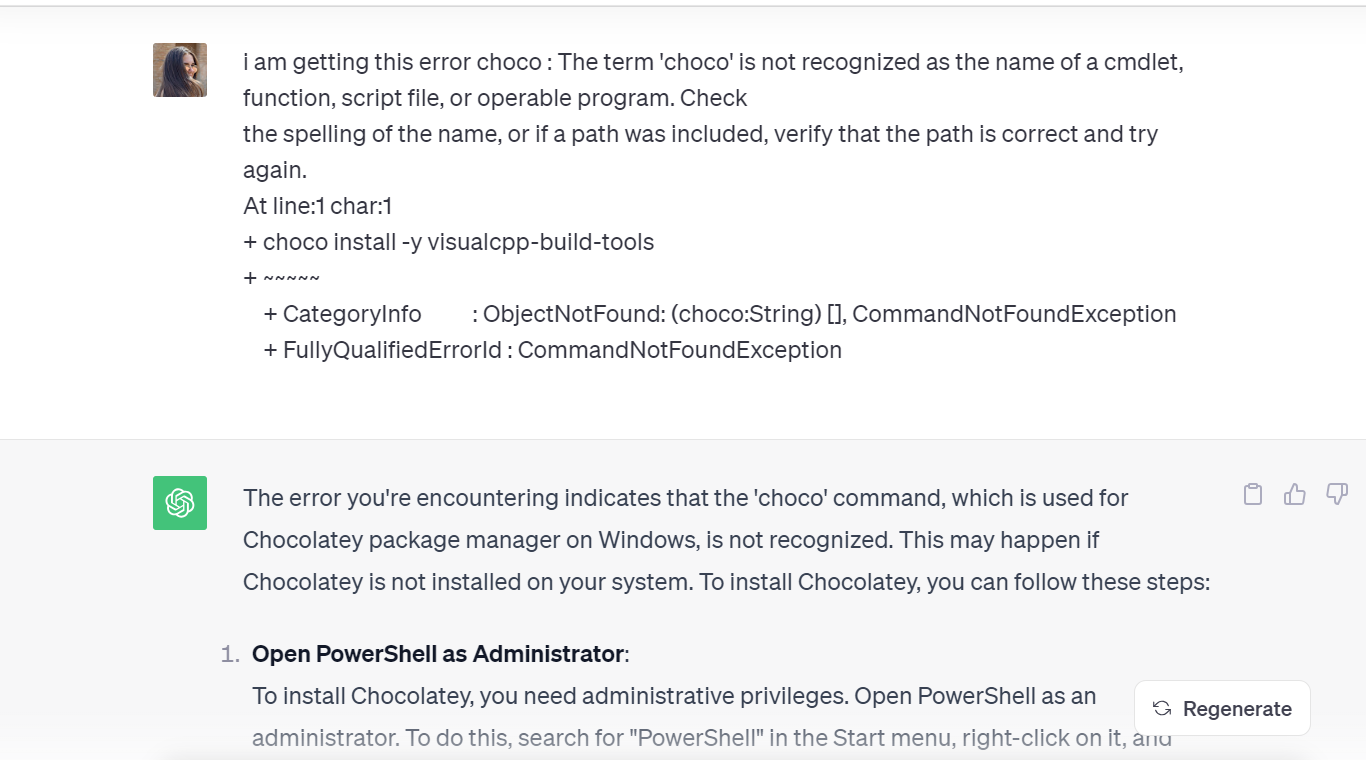 i am getting this error choco : The term 'choco' is not recognized as the name of a cmdlet,
function, script file, or operable program. Check
the spelling of the name, or if a path was included, verify that the path is correct and try
again.
At line:1 char:1
+ choco install -y visualcpp-build-tools
+ ~~~~~
+ CategoryInfo : ObjectNotFound: (choco:String) [], CommandNotFoundException
+ FullyQualifiedErrorId : CommandNotFoundException
The error you're encountering indicates that the 'choco' command, which is used for
Chocolatey package manager on Windows, is not recognized. This may happen if
Chocolatey is not installed on your system. To install Chocolatey, you can follow these steps:
1. Open PowerShell as Administrator:
To install Chocolatey, you need administrative privileges. Open PowerShell as an
administrator. To do this, search for "PowerShell" in the Start menu, right-click on it, and
Regenerate